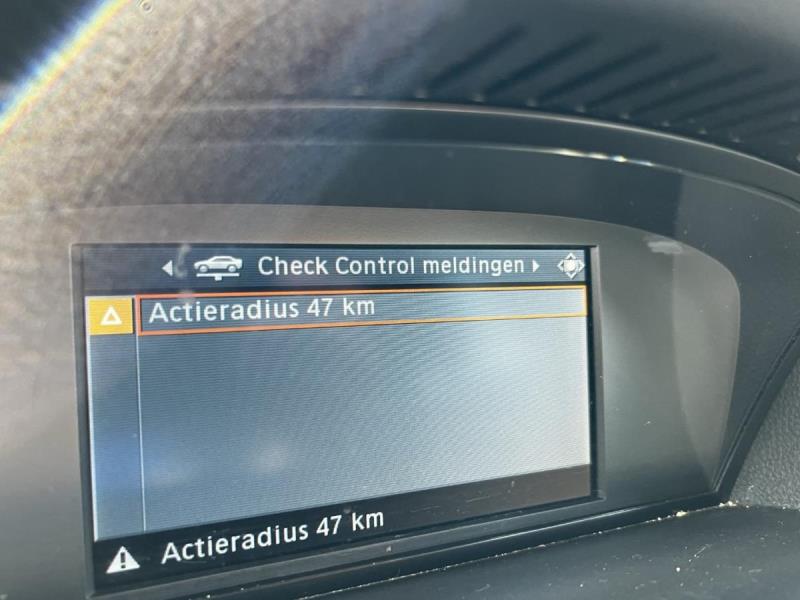 Check Control meldingen
Actieradius 47 km
Actieradius 47 km